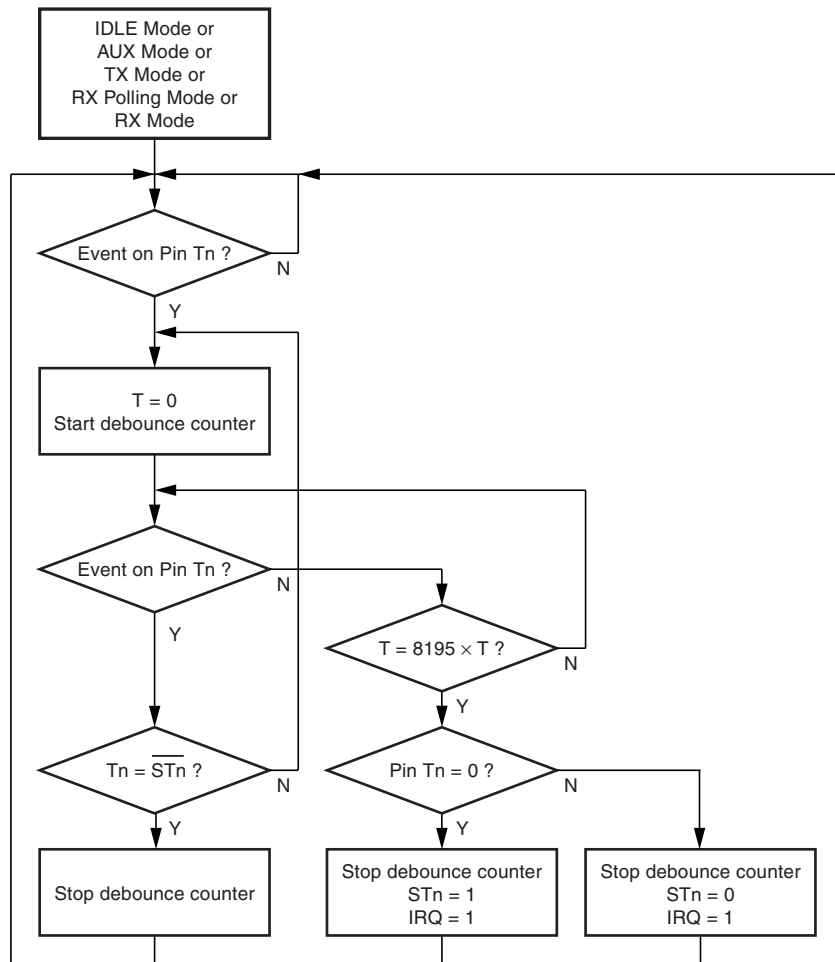 IDLE Mode or
AUX Mode or
TX Mode or
RX Polling Mode or
RX Mode
Event on Pin Tn ?
N
Y
T = 0
Start debounce counter
Event on Pin Tn ?
N
Y
T = 8195 × T ?
N
Y
Tn = S̅T̅n̅ ?
N
Y
Pin Tn = 0 ?
N
Y
Stop debounce counter
Stop debounce counter
STn = 1
IRQ = 1
Stop debounce counter
STn = 0
IRQ = 1